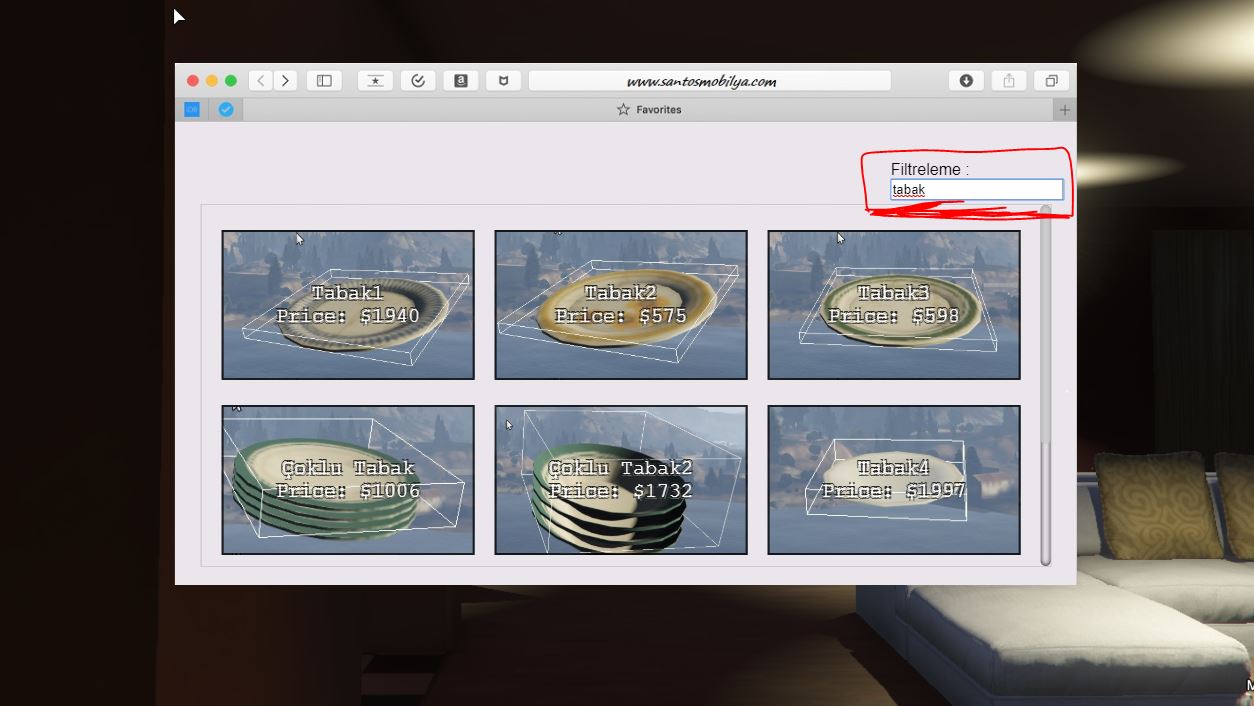 www.santosmobilya.com
Favorites
Filtreleme :
tabak
Tabak1
Price: $1940
Tabak2
Price: $575
Tabak3
Price: $598
Çoklu Tabak
Price: $1006
Çoklu Tabak2
Price: $1732
Tabak4
Price: $1997